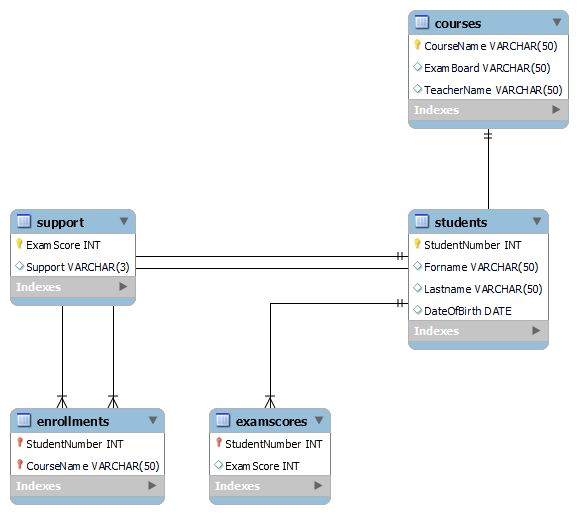 courses
CourseName VARCHAR(50)
ExamBoard VARCHAR(50)
TeacherName VARCHAR(50)
Indexes
support
ExamScore INT
Support VARCHAR(3)
Indexes
students
StudentNumber INT
Forname VARCHAR(50)
Lastname VARCHAR(50)
DateOfBirth DATE
Indexes
enrollments
StudentNumber INT
CourseName VARCHAR(50)
Indexes
examscores
StudentNumber INT
ExamScore INT
Indexes